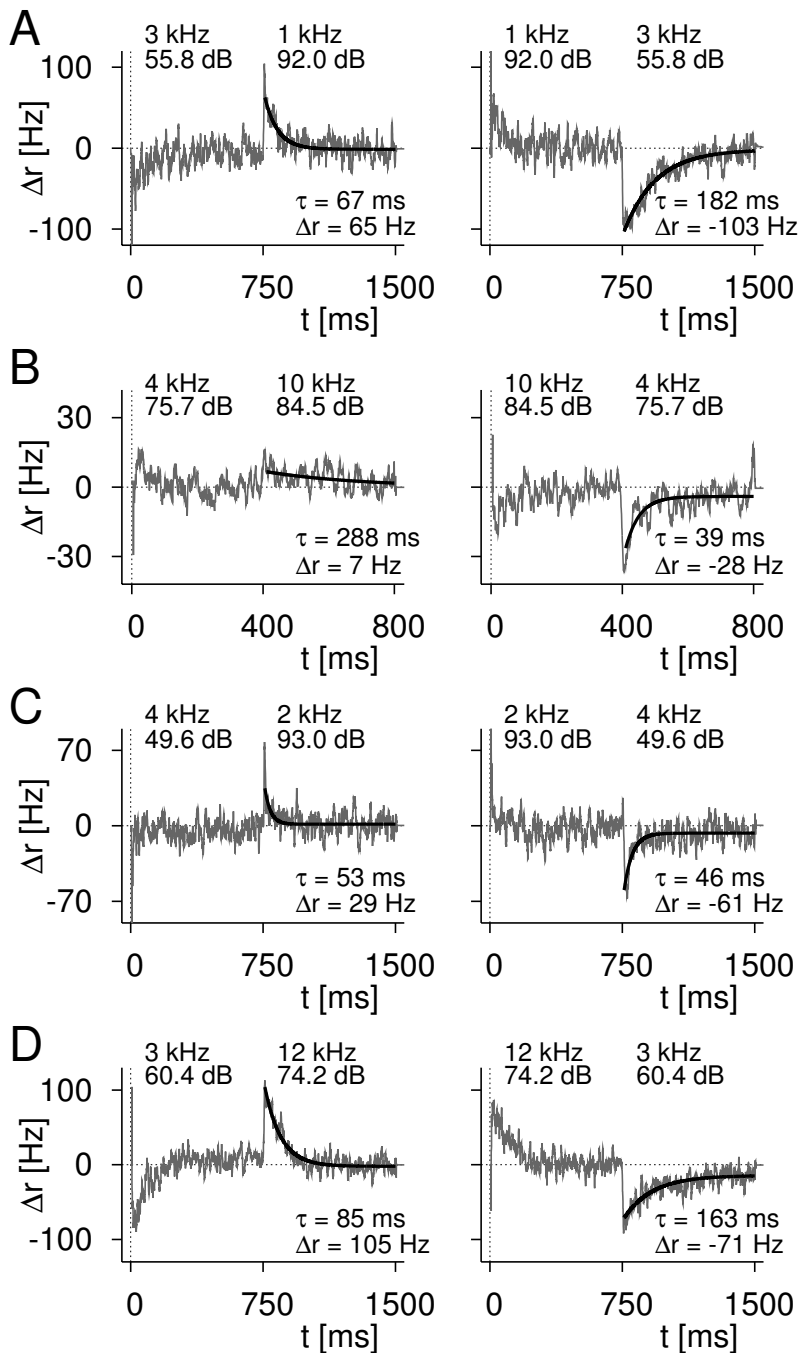 A
3 kHz 1 kHz
55.8 dB 92.0 dB
1 kHz 3 kHz
92.0 dB 55.8 dB
100
0
-100
Δr [Hz]
τ = 67 ms
Δr = 65 Hz
τ = 182 ms
Δr = -103 Hz
0 750 1500
t [ms]
0 750 1500
t [ms]
B
4 kHz 10 kHz
75.7 dB 84.5 dB
10 kHz 4 kHz
84.5 dB 75.7 dB
30
0
-30
Δr [Hz]
τ = 288 ms
Δr = 7 Hz
τ = 39 ms
Δr = -28 Hz
0 400 800
t [ms]
0 400 800
t [ms]
C
4 kHz 2 kHz
49.6 dB 93.0 dB
2 kHz 4 kHz
93.0 dB 49.6 dB
70
0
-70
Δr [Hz]
τ = 53 ms
Δr = 29 Hz
τ = 46 ms
Δr = -61 Hz
0 750 1500
t [ms]
0 750 1500
t [ms]
D
3 kHz 12 kHz
60.4 dB 74.2 dB
12 kHz 3 kHz
74.2 dB 60.4 dB
100
0
-100
Δr [Hz]
τ = 85 ms
Δr = 105 Hz
τ = 163 ms
Δr = -71 Hz
0 750 1500
t [ms]
0 750 1500
t [ms]